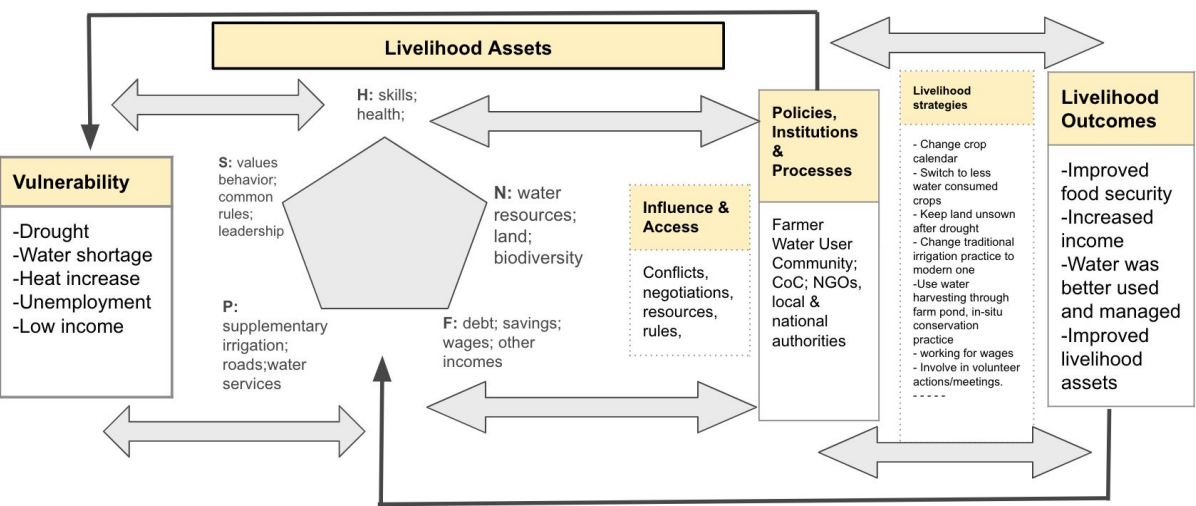 Livelihood Assets
Vulnerability
-Drought
-Water shortage
-Heat increase
-Unemployment
-Low income
H: skills;
health;
S: values
behavior;
common
rules;
leadership
N: water
resources;
land;
biodiversity
P:
supplementary
irrigation;
roads;water
services
F: debt; savings;
wages; other
incomes
Influence &
Access
Conflicts,
negotiations,
resources,
rules,
Policies,
Institutions
&
Processes
Farmer
Water User
Community;
CoC; NGOs,
local &
national
authorities
Livelihood
strategies
- Change crop
calendar
- Switch to less
water consumed
crops
- Keep land unsown
after drought
- Change traditional
irrigation practice to
modern one
-Use water
harvesting through
farm pond, in-situ
conservation
practice
- working for wages
- Involve in volunteer
actions/meetings.
- - - - -
Livelihood
Outcomes
-Improved
food security
-Increased
income
-Water was
better used
and managed
-Improved
livelihood
assets